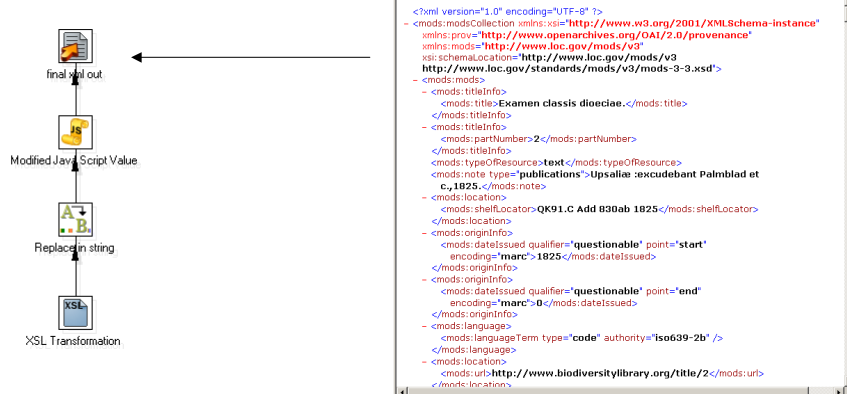 final xml out
JS
Modified Java Script Value
A
B.
Replace in string
XSL
XSL Transformation
<?xml version="1.0" encoding="UTF-8" ?>
- <mods:modsCollection xmlns:xsi="http://www.w3.org/2001/XMLSchema-instance"
xmlns:prov="http://www.openarchives.org/OAI/2.0/provenance"
xmlns:mods="http://www.loc.gov/mods/v3"
xsi:schemaLocation="http://www.loc.gov/mods/v3
http://www.loc.gov/standards/mods/v3/mods-3-3.xsd">
- <mods:mods>
- <mods:titleInfo>
<mods:title>Examen classis dioeciae.</mods:title>
</mods:titleInfo>
- <mods:titleInfo>
<mods:partNumber>2</mods:partNumber>
</mods:titleInfo>
<mods:typeOfResource>text</mods:typeOfResource>
<mods:note type="publications">Upsaliæ :excudebant Palmblad et
c.,1825.</mods:note>
- <mods:location>
<mods:shelfLocator>QK91.C Add 830ab 1825</mods:shelfLocator>
</mods:location>
- <mods:originInfo>
<mods:dateIssued qualifier="questionable" point="start"
encoding="marc">1825</mods:dateIssued>
</mods:originInfo>
- <mods:originInfo>
<mods:dateIssued qualifier="questionable" point="end"
encoding="marc">0</mods:dateIssued>
</mods:originInfo>
- <mods:language>
<mods:languageTerm type="code" authority="iso639-2b" />
</mods:language>
- <mods:location>
<mods:url>http://www.biodiversitylibrary.org/title/2</mods:url>
</mods:location>